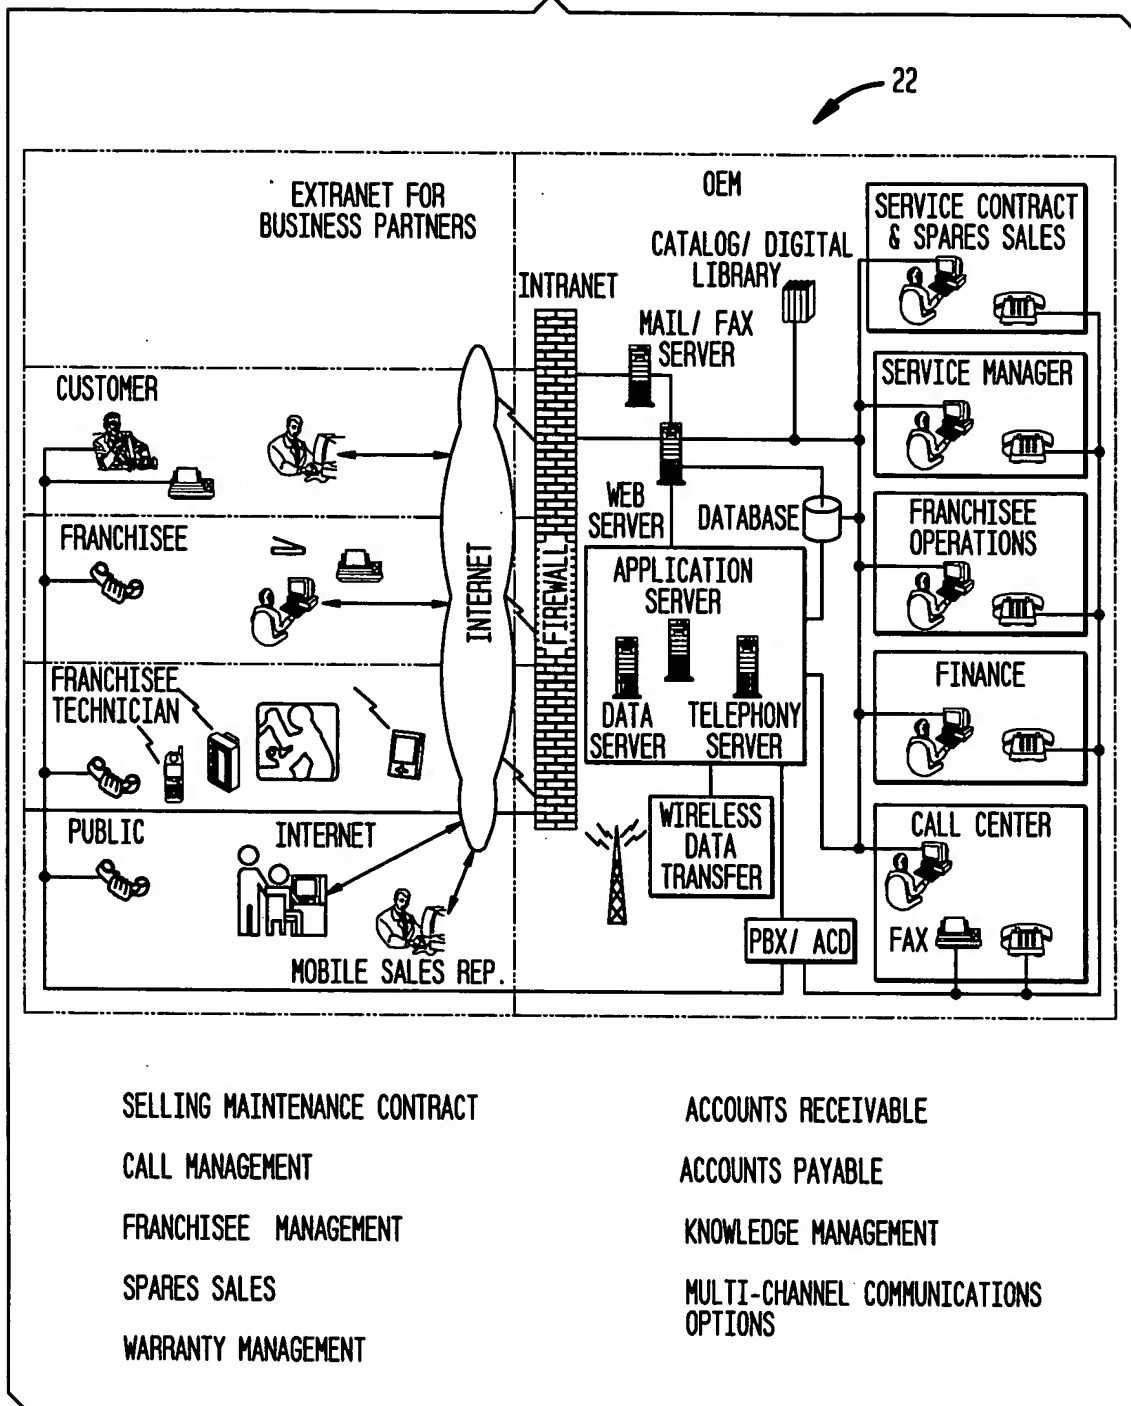 22
EXTRANET FOR
BUSINESS PARTNERS
OEM
SERVICE CONTRACT
& SPARES SALES
CATALOG/ DIGITAL
LIBRARY
INTRANET
MAIL/ FAX
SERVER
SERVICE MANAGER
CUSTOMER
WEB
SERVER
DATABASE
FRANCHISEE
OPERATIONS
FRANCHISEE
INTERNET
FIREWALL
APPLICATION
SERVER
FINANCE
FRANCHISEE
TECHNICIAN
DATA
SERVER
TELEPHONY
SERVER
PUBLIC
INTERNET
WIRELESS
DATA
TRANSFER
CALL CENTER
MOBILE SALES REP.
PBX/ ACD
FAX
SELLING MAINTENANCE CONTRACT
CALL MANAGEMENT
FRANCHISEE MANAGEMENT
SPARES SALES
WARRANTY MANAGEMENT
ACCOUNTS RECEIVABLE
ACCOUNTS PAYABLE
KNOWLEDGE MANAGEMENT
MULTI-CHANNEL COMMUNICATIONS
OPTIONS